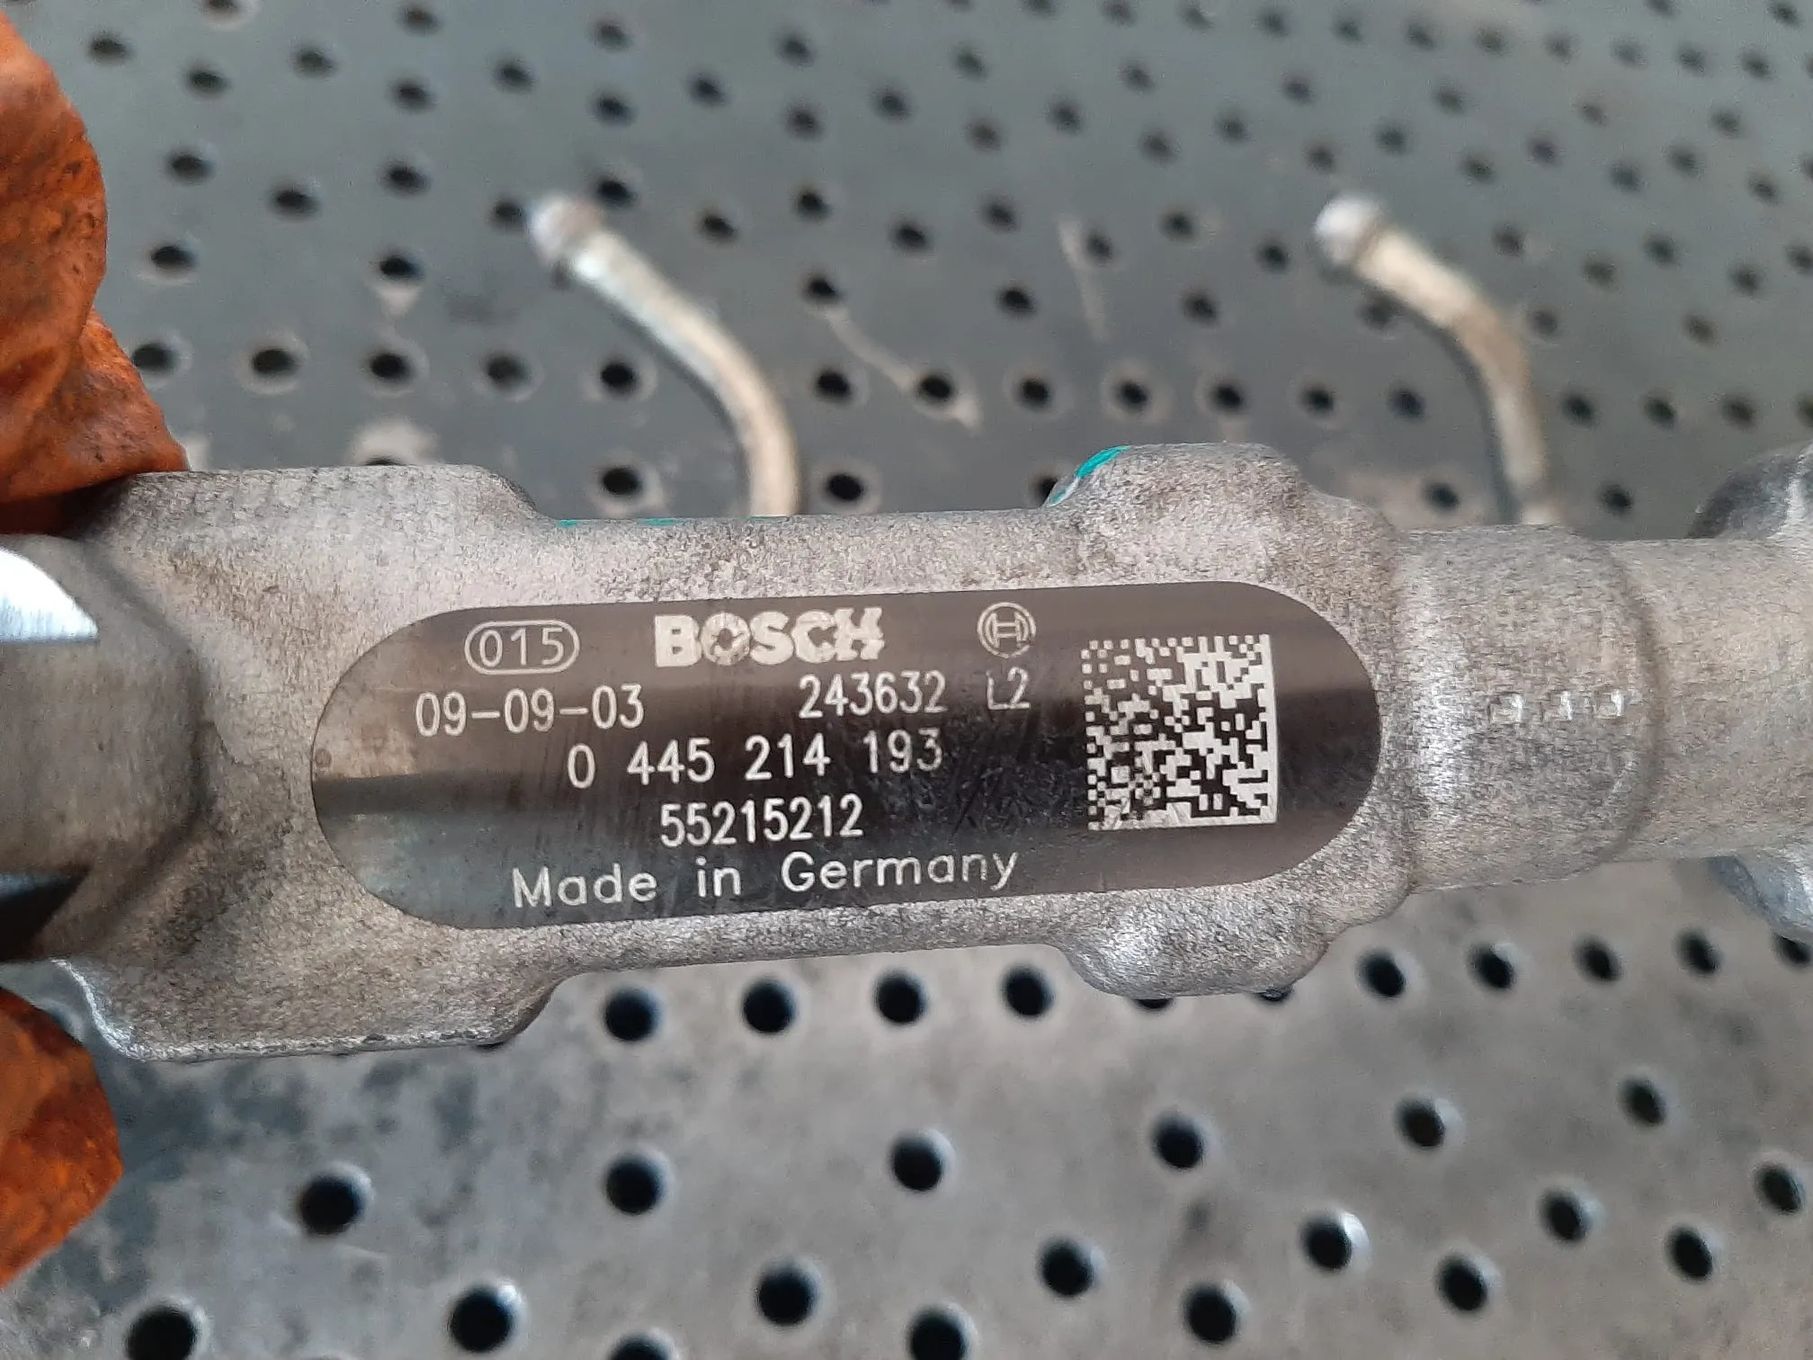 015 BOSCH
09-09-03 243632 L2
0 445 214 193
55215212
Made in Germany